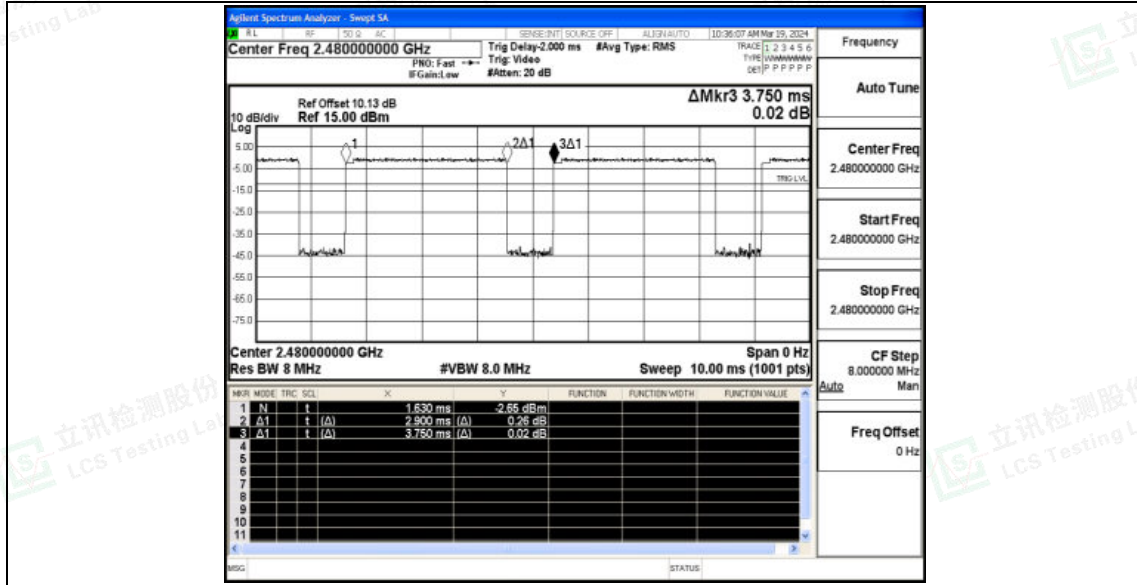 Agilent Spectrum Analyzer - Swept SA
RL RF 50 Ω AC SENSE:INT SOURCE OFF ALIGNAUTO 10:36:07 AM Mar 19, 2024
Center Freq 2.480000000 GHz
PNO: Fast
IFGain:Low
Trig Delay-2.000 ms
Trig: Video
#Atten: 20 dB
#Avg Type: RMS
TRACE 1 2 3 4 5 6
TYPE WWWWWW
DET P P P P P P
Ref Offset 10.13 dB
10 dB/div Ref 15.00 dBm
Log
ΔMkr3 3.750 ms
0.02 dB
5.00
-5.00
-15.0
-25.0
-35.0
-45.0
-55.0
-65.0
-75.0
1
2Δ1
3Δ1
TRIG LVL
Center 2.480000000 GHz Span 0 Hz
Res BW 8 MHz #VBW 8.0 MHz Sweep 10.00 ms (1001 pts)
MKR MODE TRC SCL X Y FUNCTION FUNCTION WIDTH FUNCTION VALUE
1 N t 1.630 ms -2.55 dBm
2 Δ1 t (Δ) 2.900 ms (Δ) 0.26 dB
3 Δ1 t (Δ) 3.750 ms (Δ) 0.02 dB
4
5
6
7
8
9
10
11
MSG STATUS
Frequency
Auto Tune
Center Freq
2.480000000 GHz
Start Freq
2.480000000 GHz
Stop Freq
2.480000000 GHz
CF Step
8.000000 MHz
Auto Man
Freq Offset
0 Hz
sting Lab
立讯检测股份
LCS Testing Lab
立讯检测股份
LCS Testing L